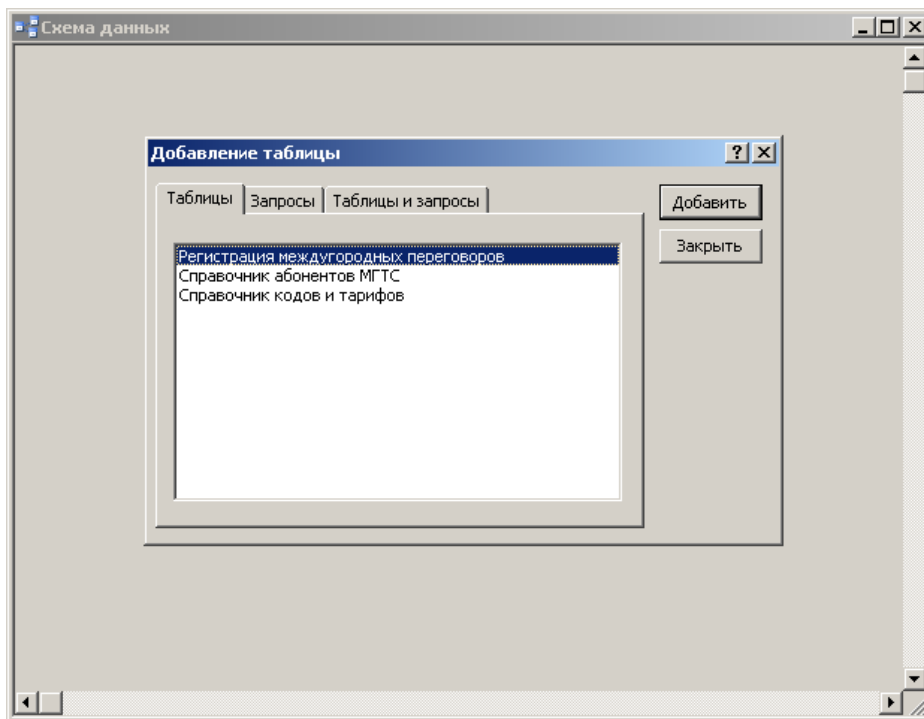 Схема данных
Добавление таблицы
Таблицы Запросы Таблицы и запросы
Добавить
Закрыть
Регистрация междугородных переговоров
Справочник абонентов МГТС
Справочник кодов и тарифов